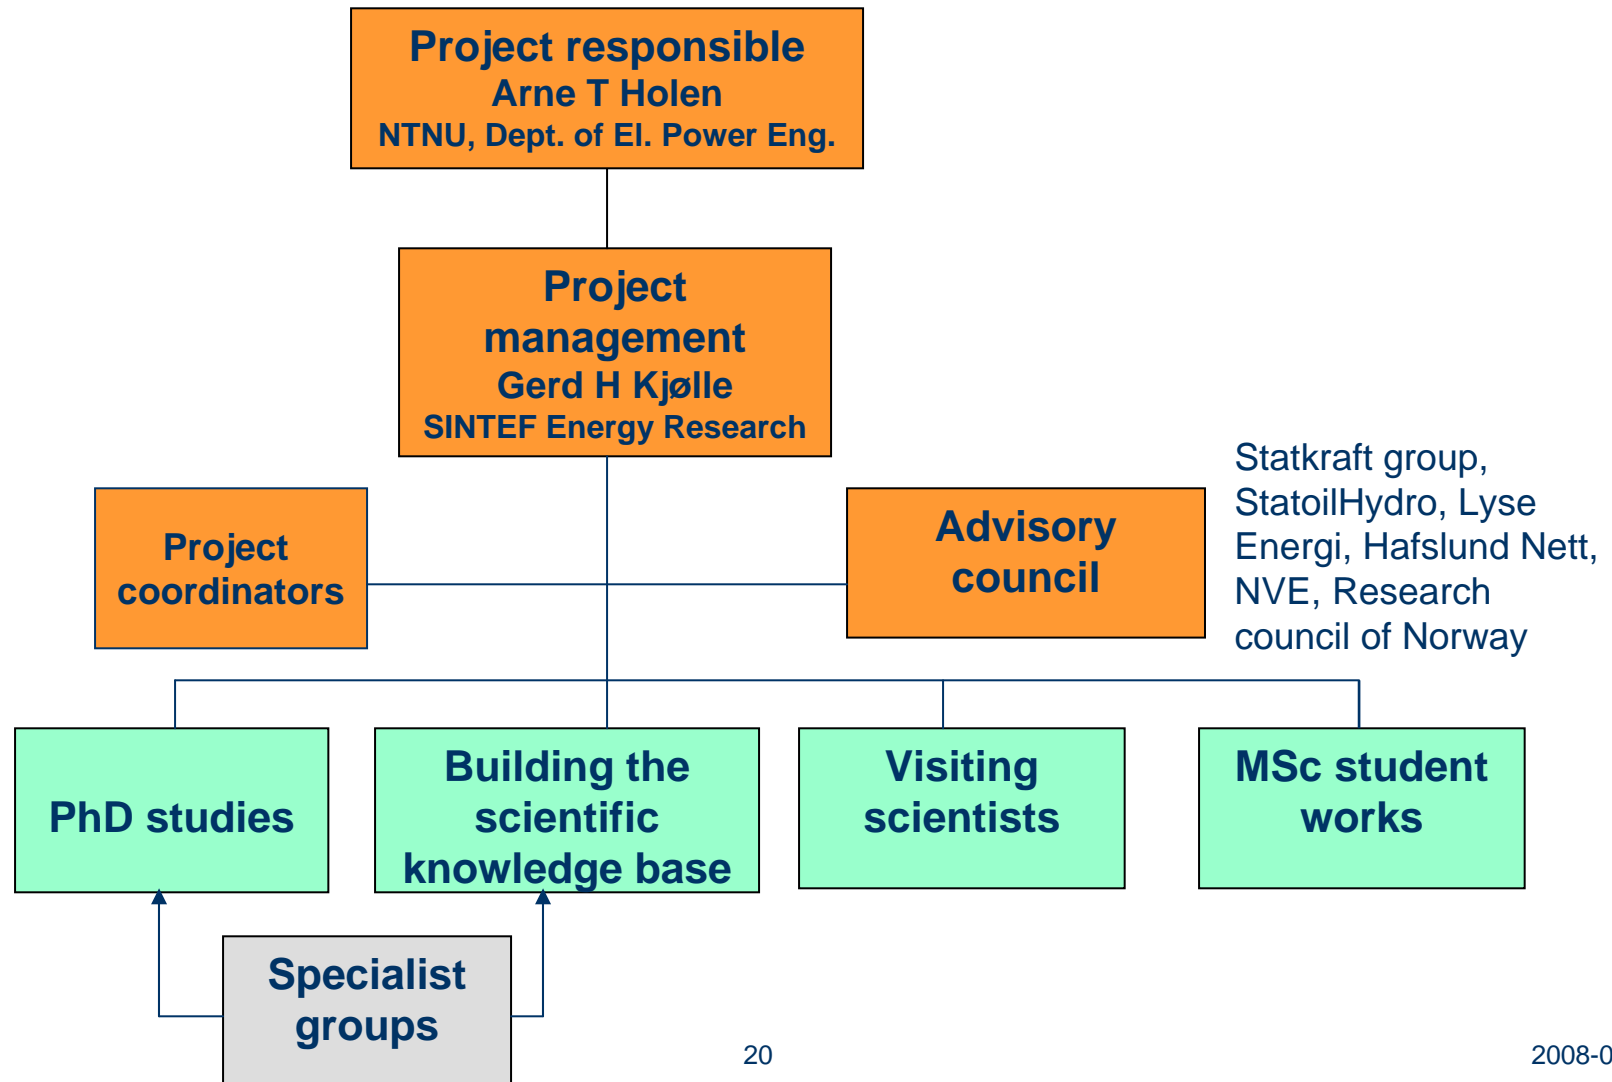 Project responsible
Arne T Holen
NTNU, Dept. of El. Power Eng.
Project
management
Gerd H Kjølle
SINTEF Energy Research
Project
coordinators
Advisory
council
Statkraft group,
StatoilHydro, Lyse
Energi, Hafslund Nett,
NVE, Research
council of Norway
PhD studies
Building the
scientific
knowledge base
Visiting
scientists
MSc student
works
Specialist
groups
20
2008-0